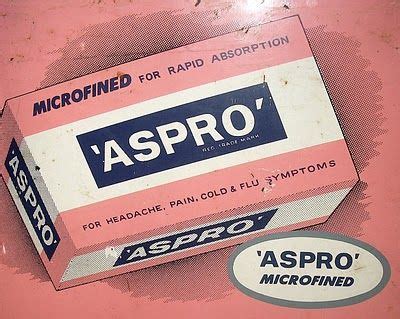 MICROFINED FOR RAPID ABSORPTION
'ASPRO'
REG. TRADE MARK
FOR HEADACHE, PAIN, COLD & FLU SYMPTOMS
'ASPRO'
'ASPRO'
'ASPRO'
MICROFINED